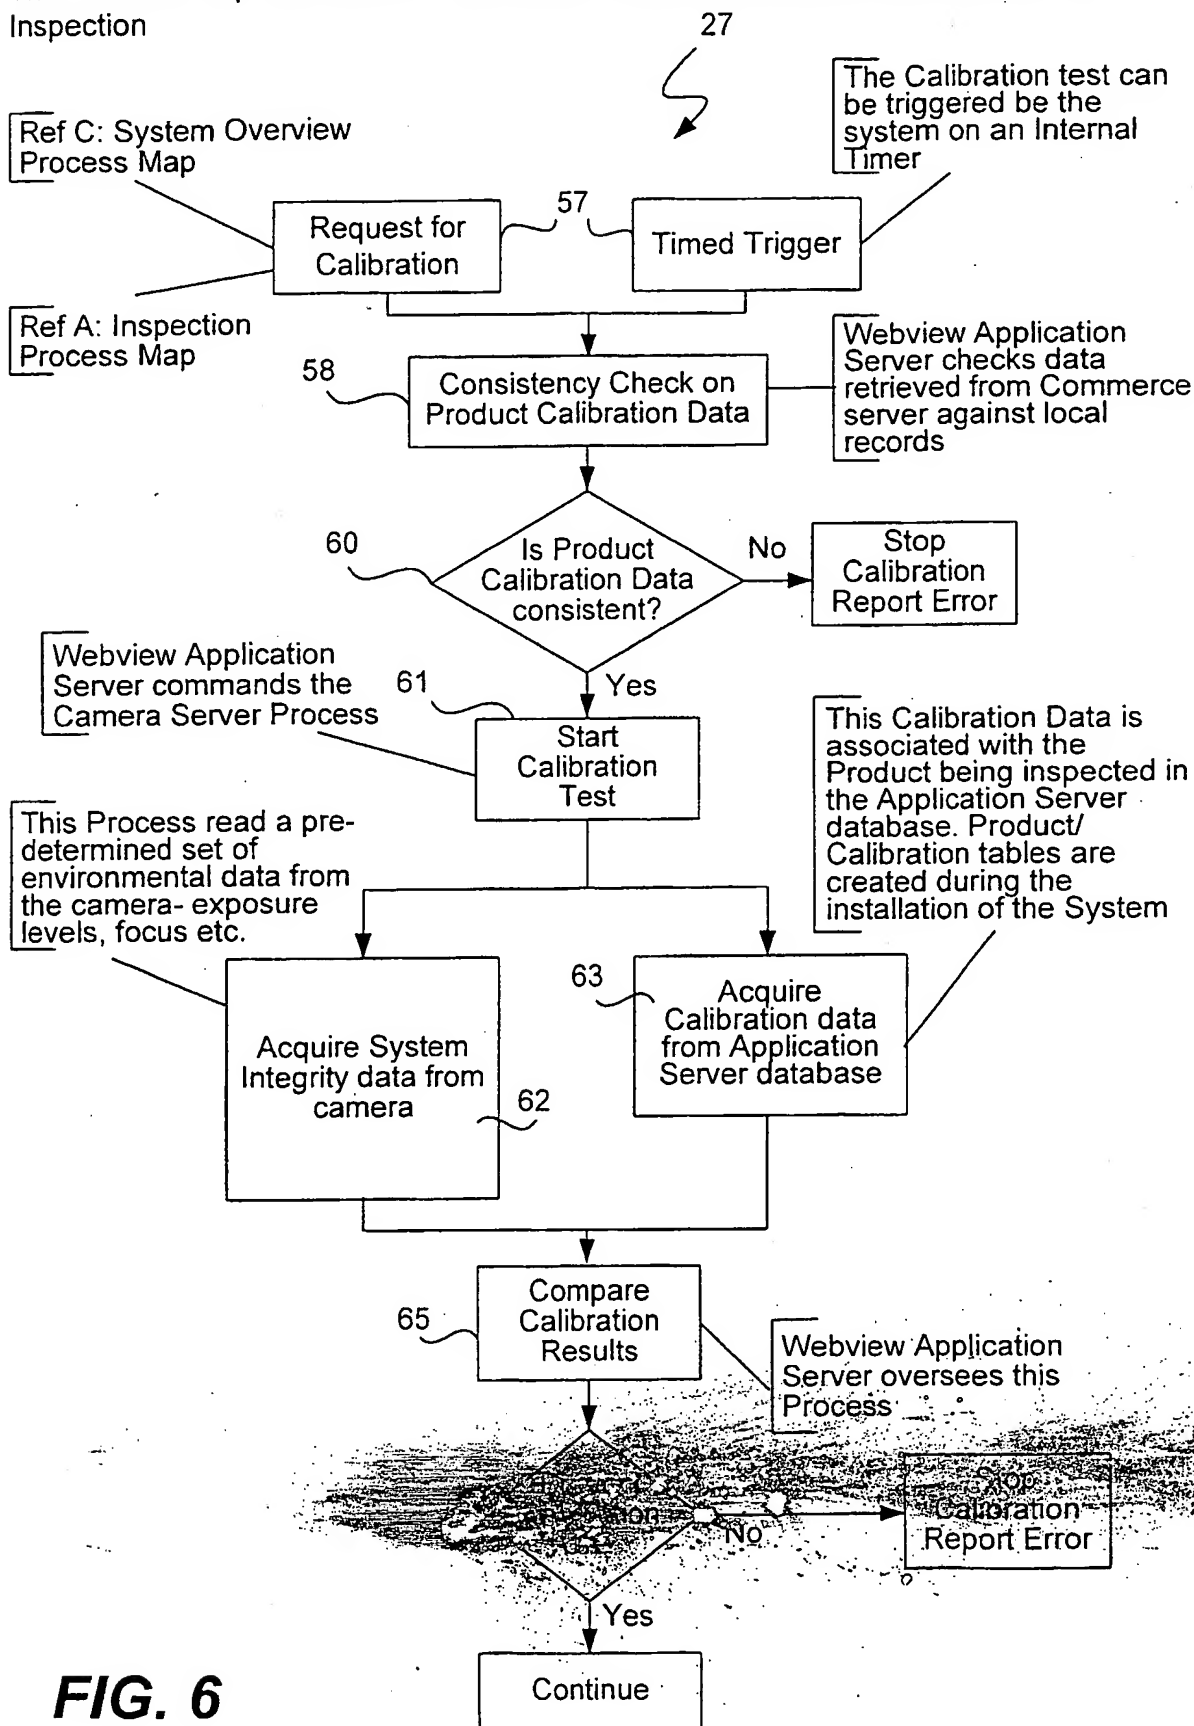 Inspection
27
The Calibration test can
be triggered be the
system on an Internal
Timer
Ref C: System Overview
Process Map
57
Request for
Calibration
Timed Trigger
Ref A: Inspection
Process Map
Webview Application
Server checks data
retrieved from Commerce
server against local
records
58
Consistency Check on
Product Calibration Data
60
Is Product
Calibration Data
consistent?
No
Stop
Calibration
Report Error
Webview Application
Server commands the
Camera Server Process
61
Yes
Start
Calibration
Test
This Calibration Data is
associated with the
Product being inspected in
the Application Server
database. Product/
Calibration tables are
created during the
installation of the System
This Process read a pre-
determined set of
environmental data from
the camera- exposure
levels, focus etc.
63
Acquire
Calibration data
from Application
Server database
Acquire System
Integrity data from
camera
62
Compare
Calibration
Results
65
Webview Application
Server oversees this
Process
No
Stop
Calibration
Report Error
Yes
Continue
FIG. 6